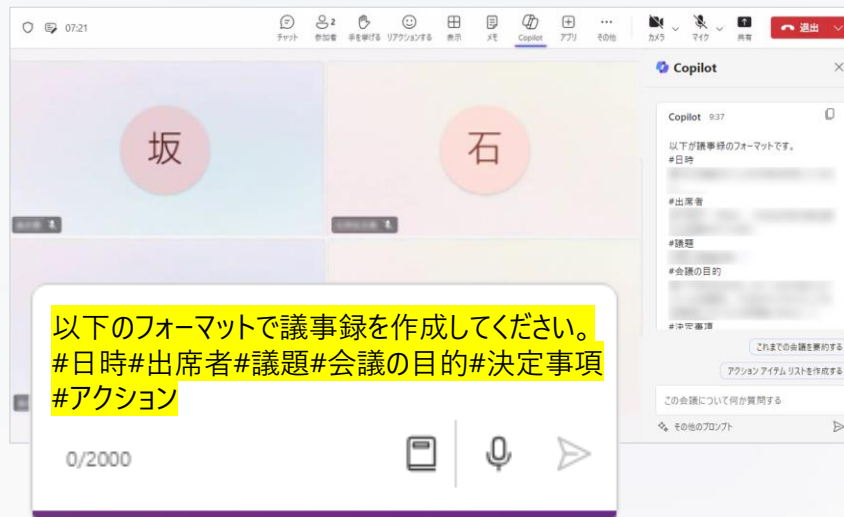 07:21
チャット
2
参加者
手を挙げる
リアクションする
表示
メモ
Copilot
アプリ
その他
カメラ
マイク
共有
退出
坂
石
Copilot
Copilot 9:37
以下が議事録のフォーマットです。
#日時
#出席者
#議題
#会議の目的
#決定事項
これまでの会議を要約する
アクション アイテム リストを作成する
この会議について何か質問する
その他のプロンプト
以下のフォーマットで議事録を作成してください。
#日時#出席者#議題#会議の目的#決定事項
#アクション
0/2000